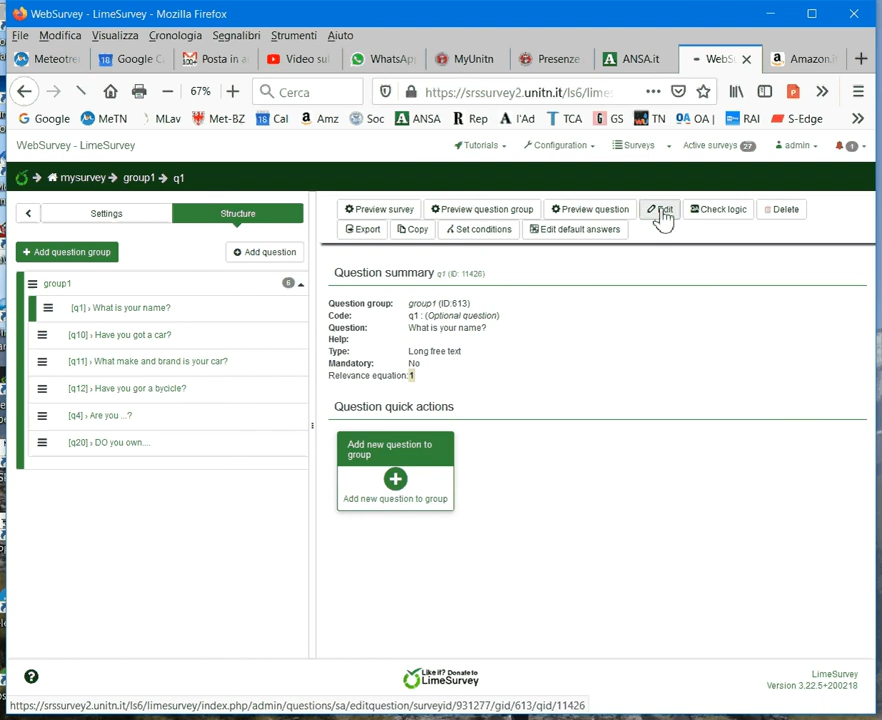 WebSurvey - LimeSurvey - Mozilla Firefox
File Modifica Visualizza Cronologia Segnalibri Strumenti Aiuto
Meteotre Google C Posta in a Video su WhatsAp MyUnitn Presenze ANSA.it WebS Amazon.i
67% Cerca https://srssurvey2.unitn.it/ls6/lime
Google MeTN MLav Met-BZ Cal Amz Soc ANSA Rep l'Ad TCA GS TN OA | RAI S-Edge
WebSurvey - LimeSurvey Tutorials Configuration Surveys Active surveys 27 admin 1
mysurvey group1 q1
Settings Structure
Preview survey Preview question group Preview question Edit Check logic Delete
Export Copy Set conditions Edit default answers
Add question group Add question
group1 6
[q1] › What is your name?
[q10] › Have you got a car?
[q11] › What make and brand is your car?
[q12] › Have you gor a bycicle?
[q4] › Are you ...?
[q20] › DO you own....
Question summary q1 (ID: 11426)
Question group: group1 (ID:613)
Code: q1 : (Optional question)
Question: What is your name?
Help:
Type: Long free text
Mandatory: No
Relevance equation: 1
Question quick actions
Add new question to
group
Add new question to group
Like it? Donate to
LimeSurvey
LimeSurvey
Version 3.22.5+200218
https://srssurvey2.unitn.it/ls6/limesurvey/index.php/admin/questions/sa/editquestion/surveyid/931277/gid/613/qid/11426